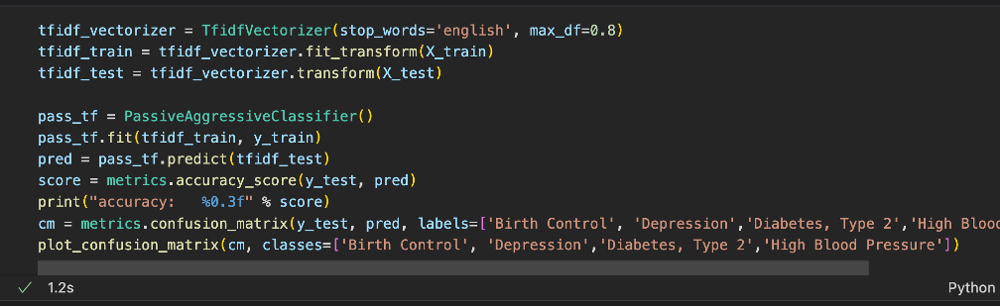 tfidf_vectorizer = TfidfVectorizer(stop_words='english', max_df=0.8)
tfidf_train = tfidf_vectorizer.fit_transform(X_train)
tfidf_test = tfidf_vectorizer.transform(X_test)
pass_tf = PassiveAggressiveClassifier()
pass_tf.fit(tfidf_train, y_train)
pred = pass_tf.predict(tfidf_test)
score = metrics.accuracy_score(y_test, pred)
print("accuracy:   %0.3f" % score)
cm = metrics.confusion_matrix(y_test, pred, labels=['Birth Control', 'Depression','Diabetes, Type 2','High Blood
plot_confusion_matrix(cm, classes=['Birth Control', 'Depression','Diabetes, Type 2','High Blood Pressure'])
1.2s
Python